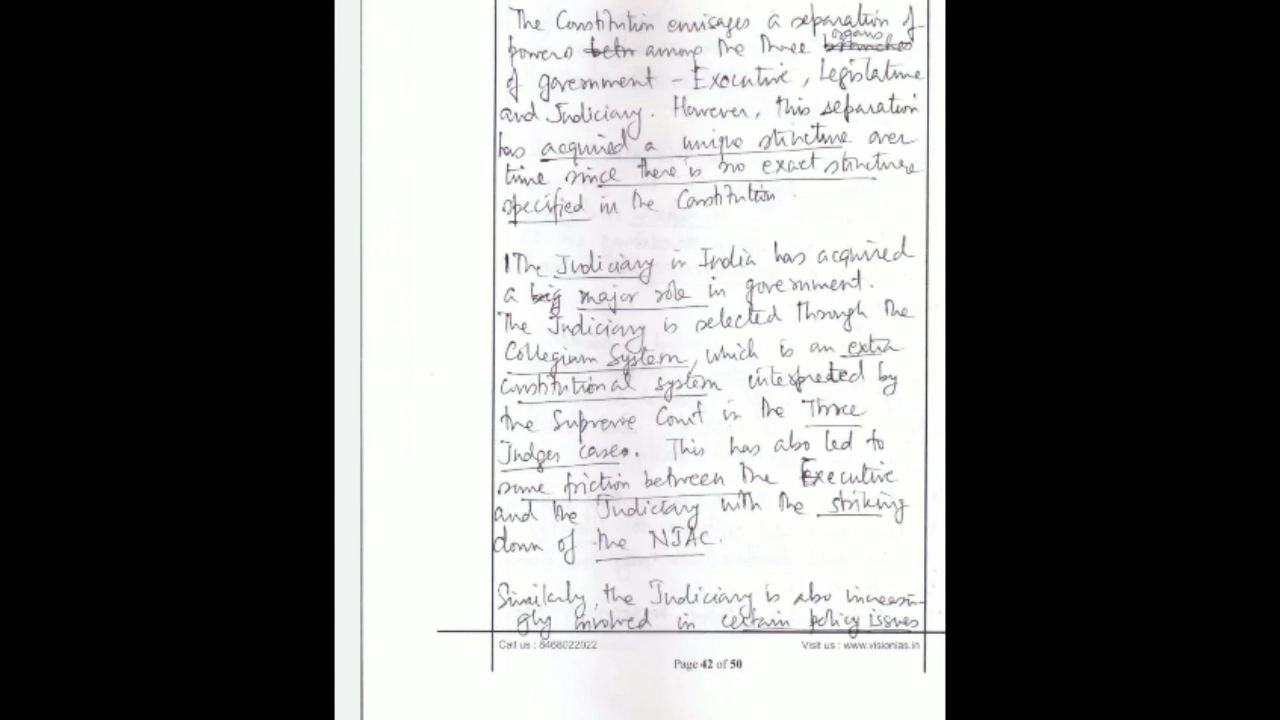 The Constitution envisages a separation of
powers betn among the three branches organs
of government - Executive, Legislature
and Judiciary. However, this separation
has acquired a unique structure over
time since there is no exact structure
specified in the Constitution.
1 The Judiciary in India has acquired
a big major role in government.
The Judiciary is selected through the
Collegium System, which is an extra
constitutional system interpreted by
the Supreme Court in the Three
Judges cases. This has also led to
some friction between the Executive
and the Judiciary with the striking
down of the NJAC.
Similarly, the Judiciary is also increasin-
gly involved in certain policy issues
Call us : 8468022022 Visit us : www.visionias.in
Page 42 of 50